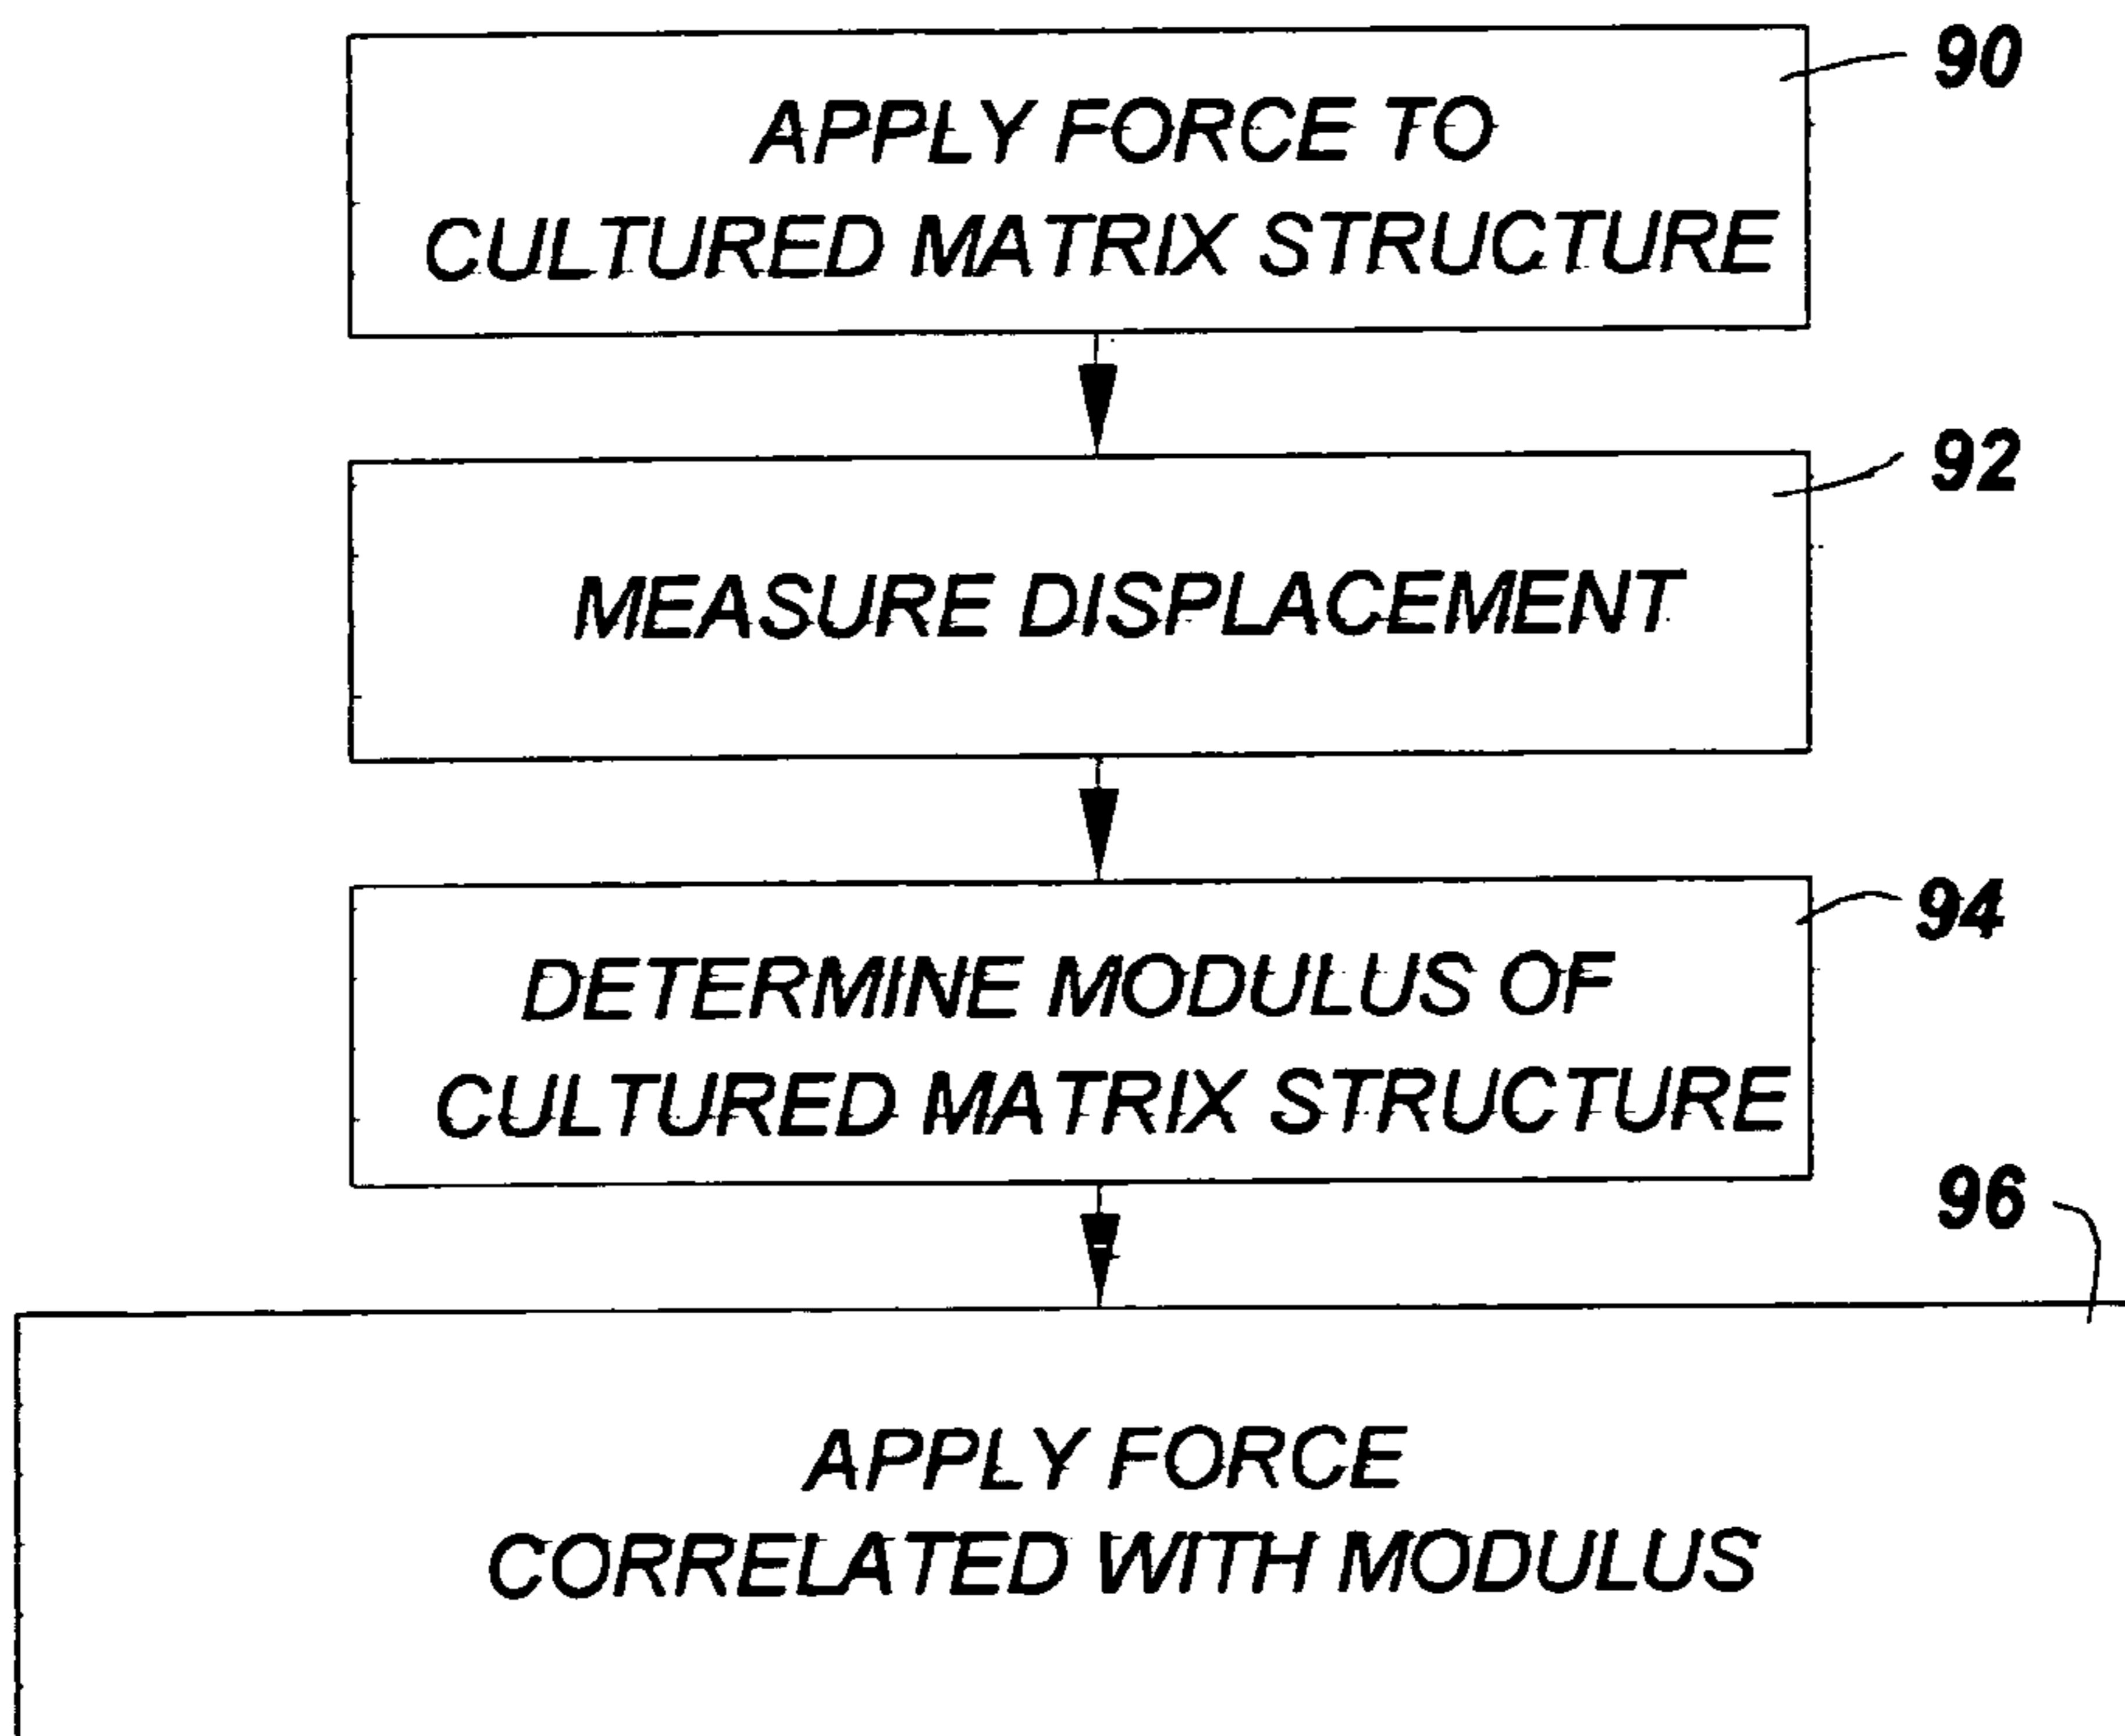 90
APPLY FORCE TO
CULTURED MATRIX STRUCTURE
92
MEASURE DISPLACEMENT
94
DETERMINE MODULUS OF
CULTURED MATRIX STRUCTURE
96
APPLY FORCE
CORRELATED WITH MODULUS